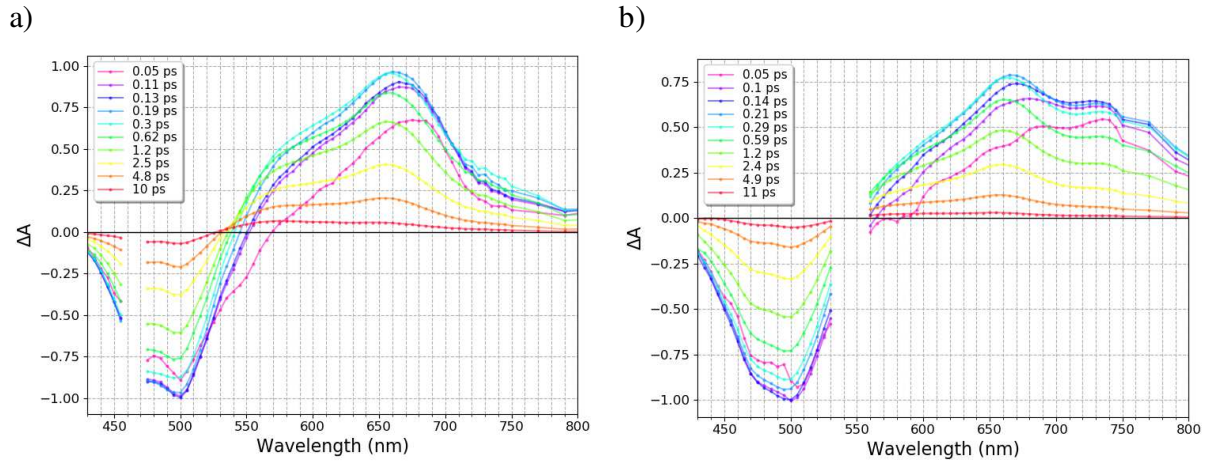 a)
0.05 ps
0.11 ps
0.13 ps
0.19 ps
0.3 ps
0.62 ps
1.2 ps
2.5 ps
4.8 ps
10 ps
1.00
0.75
0.50
0.25
0.00
−0.25
−0.50
−0.75
−1.00
ΔA
450 500 550 600 650 700 750 800
Wavelength (nm)
b)
0.05 ps
0.1 ps
0.14 ps
0.21 ps
0.29 ps
0.59 ps
1.2 ps
2.4 ps
4.9 ps
11 ps
0.75
0.50
0.25
0.00
−0.25
−0.50
−0.75
−1.00
ΔA
450 500 550 600 650 700 750 800
Wavelength (nm)